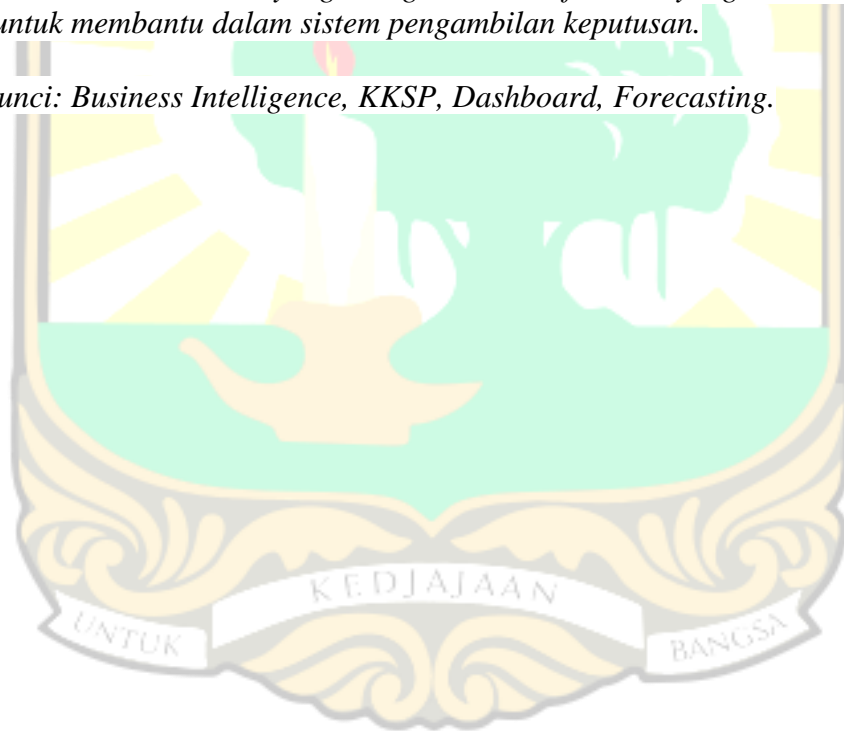 untuk membantu dalam sistem pengambilan keputusan.
unci: Business Intelligence, KKSP, Dashboard, Forecasting.
UNTUK KEDJAJAAN BANGSA